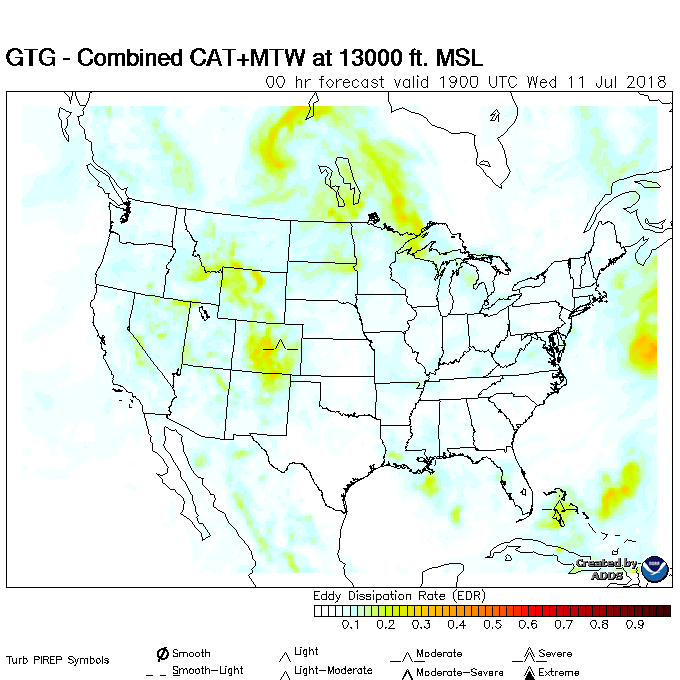 GTG - Combined CAT+MTW at 13000 ft. MSL
00 hr forecast valid 1900 UTC Wed 11 Jul 2018
Created by
ADDS
Eddy Dissipation Rate (EDR)
0.1 0.2 0.3 0.4 0.5 0.6 0.7 0.8 0.9
Turb PIREP Symbols
Smooth Light Moderate Severe
Smooth-Light Light-Moderate Moderate-Severe Extreme